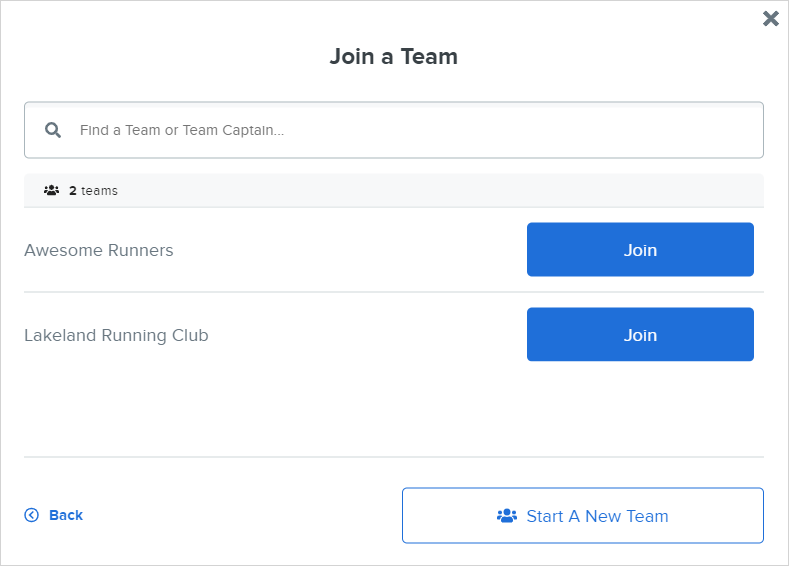 Join a Team
Find a Team or Team Captain...
2 teams
Awesome Runners
Join
Lakeland Running Club
Join
Back
Start A New Team